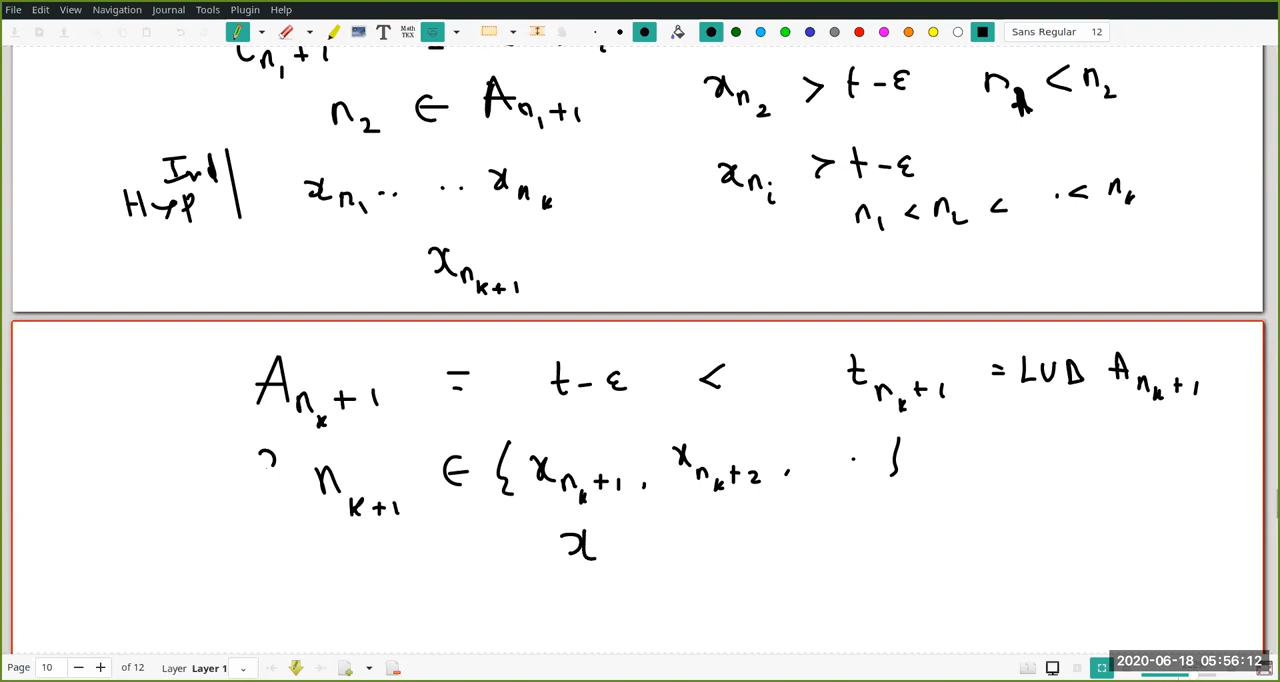 File Edit View Navigation Journal Tools Plugin Help
Sans Regular 12
n₂ ∈ A_{n₁+1} x_{n₂} > t-ε n₁ < n₂
Ind Hyp x_{n₁} .. .. x_{n_k} x_{n_i} > t-ε
n₁ < n₂ < . < n_k
x_{n_{k+1}}
A_{n_k+1} = t-ε < t_{n_k+1} = LUB A_{n_k+1}
n_{k+1} ∈ { x_{n_k+1}, x_{n_k+2}, . }
x
Page 10 of 12 Layer Layer 1
2020-06-18 05:56:12